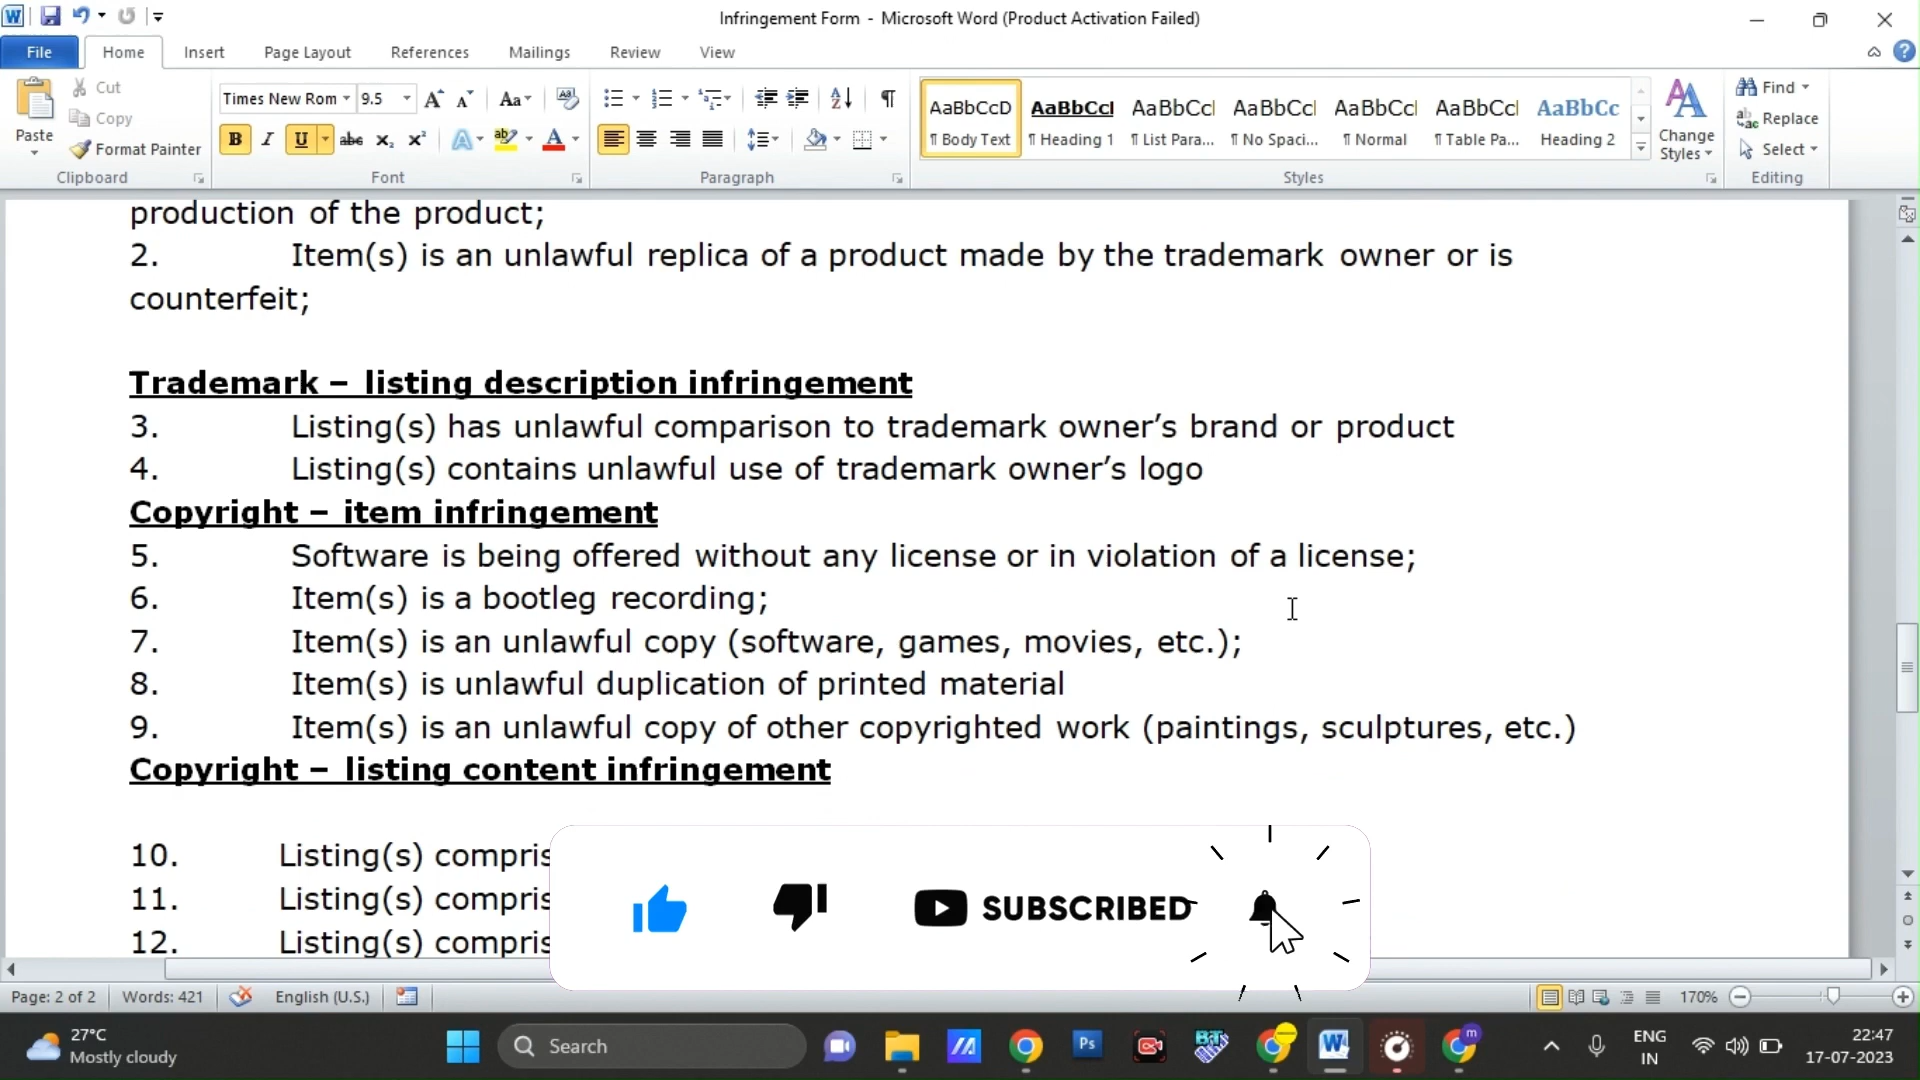 Infringement Form - Microsoft Word (Product Activation Failed)
File Home Insert Page Layout References Mailings Review View
Paste Cut Copy Format Painter
Times New Rom 9.5
AaBbCcD AaBbCcI AaBbCcI AaBbCcI AaBbCcI AaBbCcI AaBbCc
¶ Body Text ¶ Heading 1 ¶ List Para... ¶ No Spaci... ¶ Normal ¶ Table Pa... Heading 2
Change Styles
Find Replace Select
Clipboard Font Paragraph Styles Editing
production of the product;
2. Item(s) is an unlawful replica of a product made by the trademark owner or is
counterfeit;
Trademark – listing description infringement
3. Listing(s) has unlawful comparison to trademark owner’s brand or product
4. Listing(s) contains unlawful use of trademark owner’s logo
Copyright – item infringement
5. Software is being offered without any license or in violation of a license;
6. Item(s) is a bootleg recording;
7. Item(s) is an unlawful copy (software, games, movies, etc.);
8. Item(s) is unlawful duplication of printed material
9. Item(s) is an unlawful copy of other copyrighted work (paintings, sculptures, etc.)
Copyright – listing content infringement
10. Listing(s) compris
11. Listing(s) compris
12. Listing(s) compris
SUBSCRIBED
Page: 2 of 2 Words: 421 English (U.S.) 170%
27°C
Mostly cloudy
Search
Ps
ENG
IN
22:47
17-07-2023